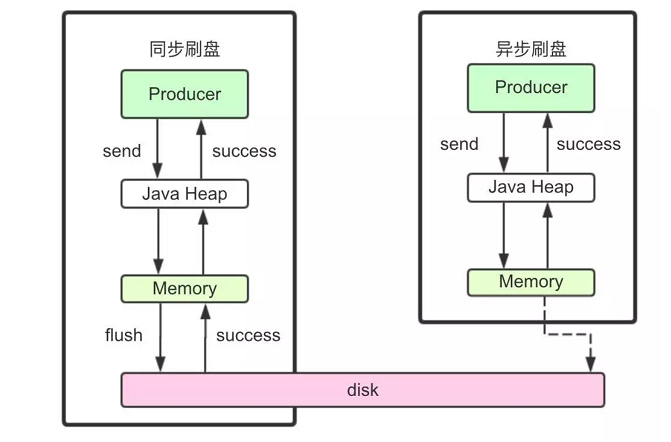 同步刷盘
Producer
send
success
Java Heap
Memory
flush
success
异步刷盘
Producer
send
success
Java Heap
Memory
disk